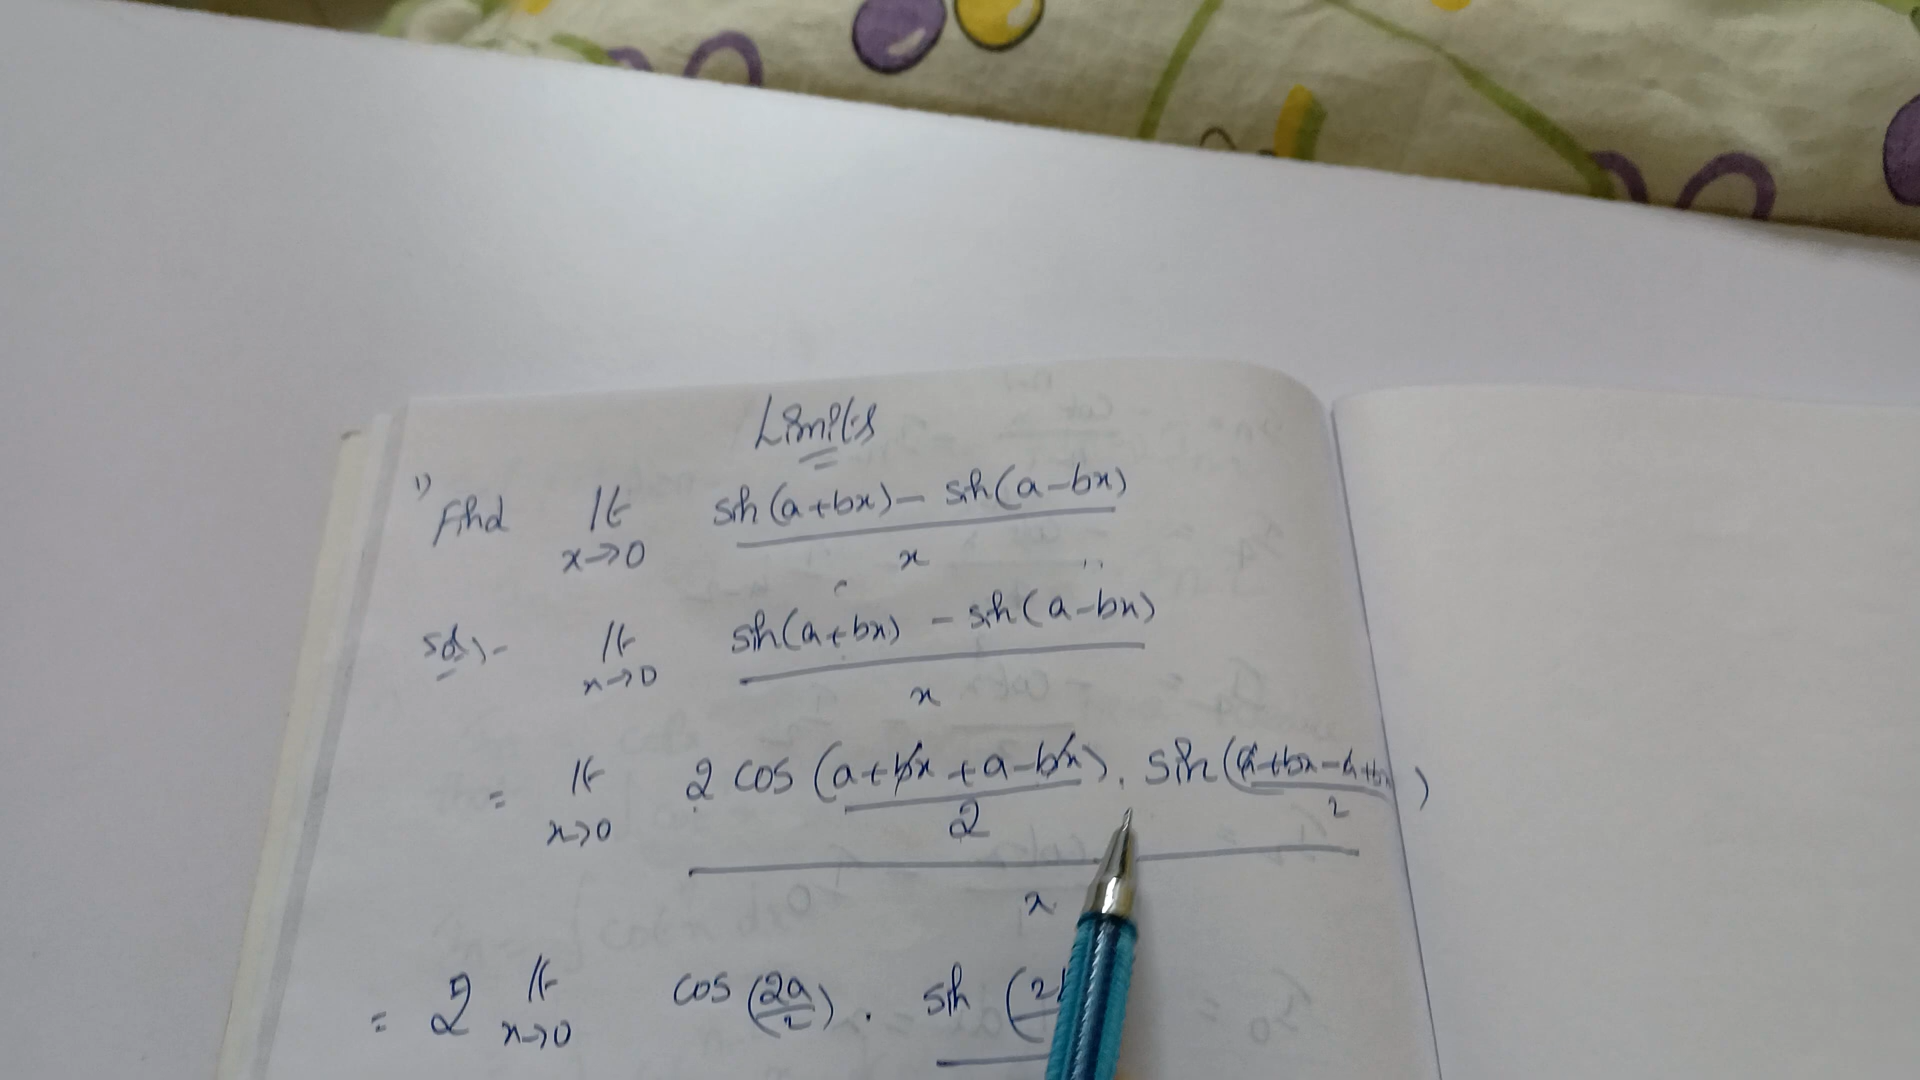 Limits
1) Find lt x→0 sin(a+bx) – sin(a-bx) / x
Sol:- lt x→0 sin(a+bx) – sin(a-bx) / x
= lt x→0 2 cos (a+bx+a-bx / 2) . sin (a+bx-a+bx / 2) / x
= 2 lt x→0 cos (2a / 2) . sin (2